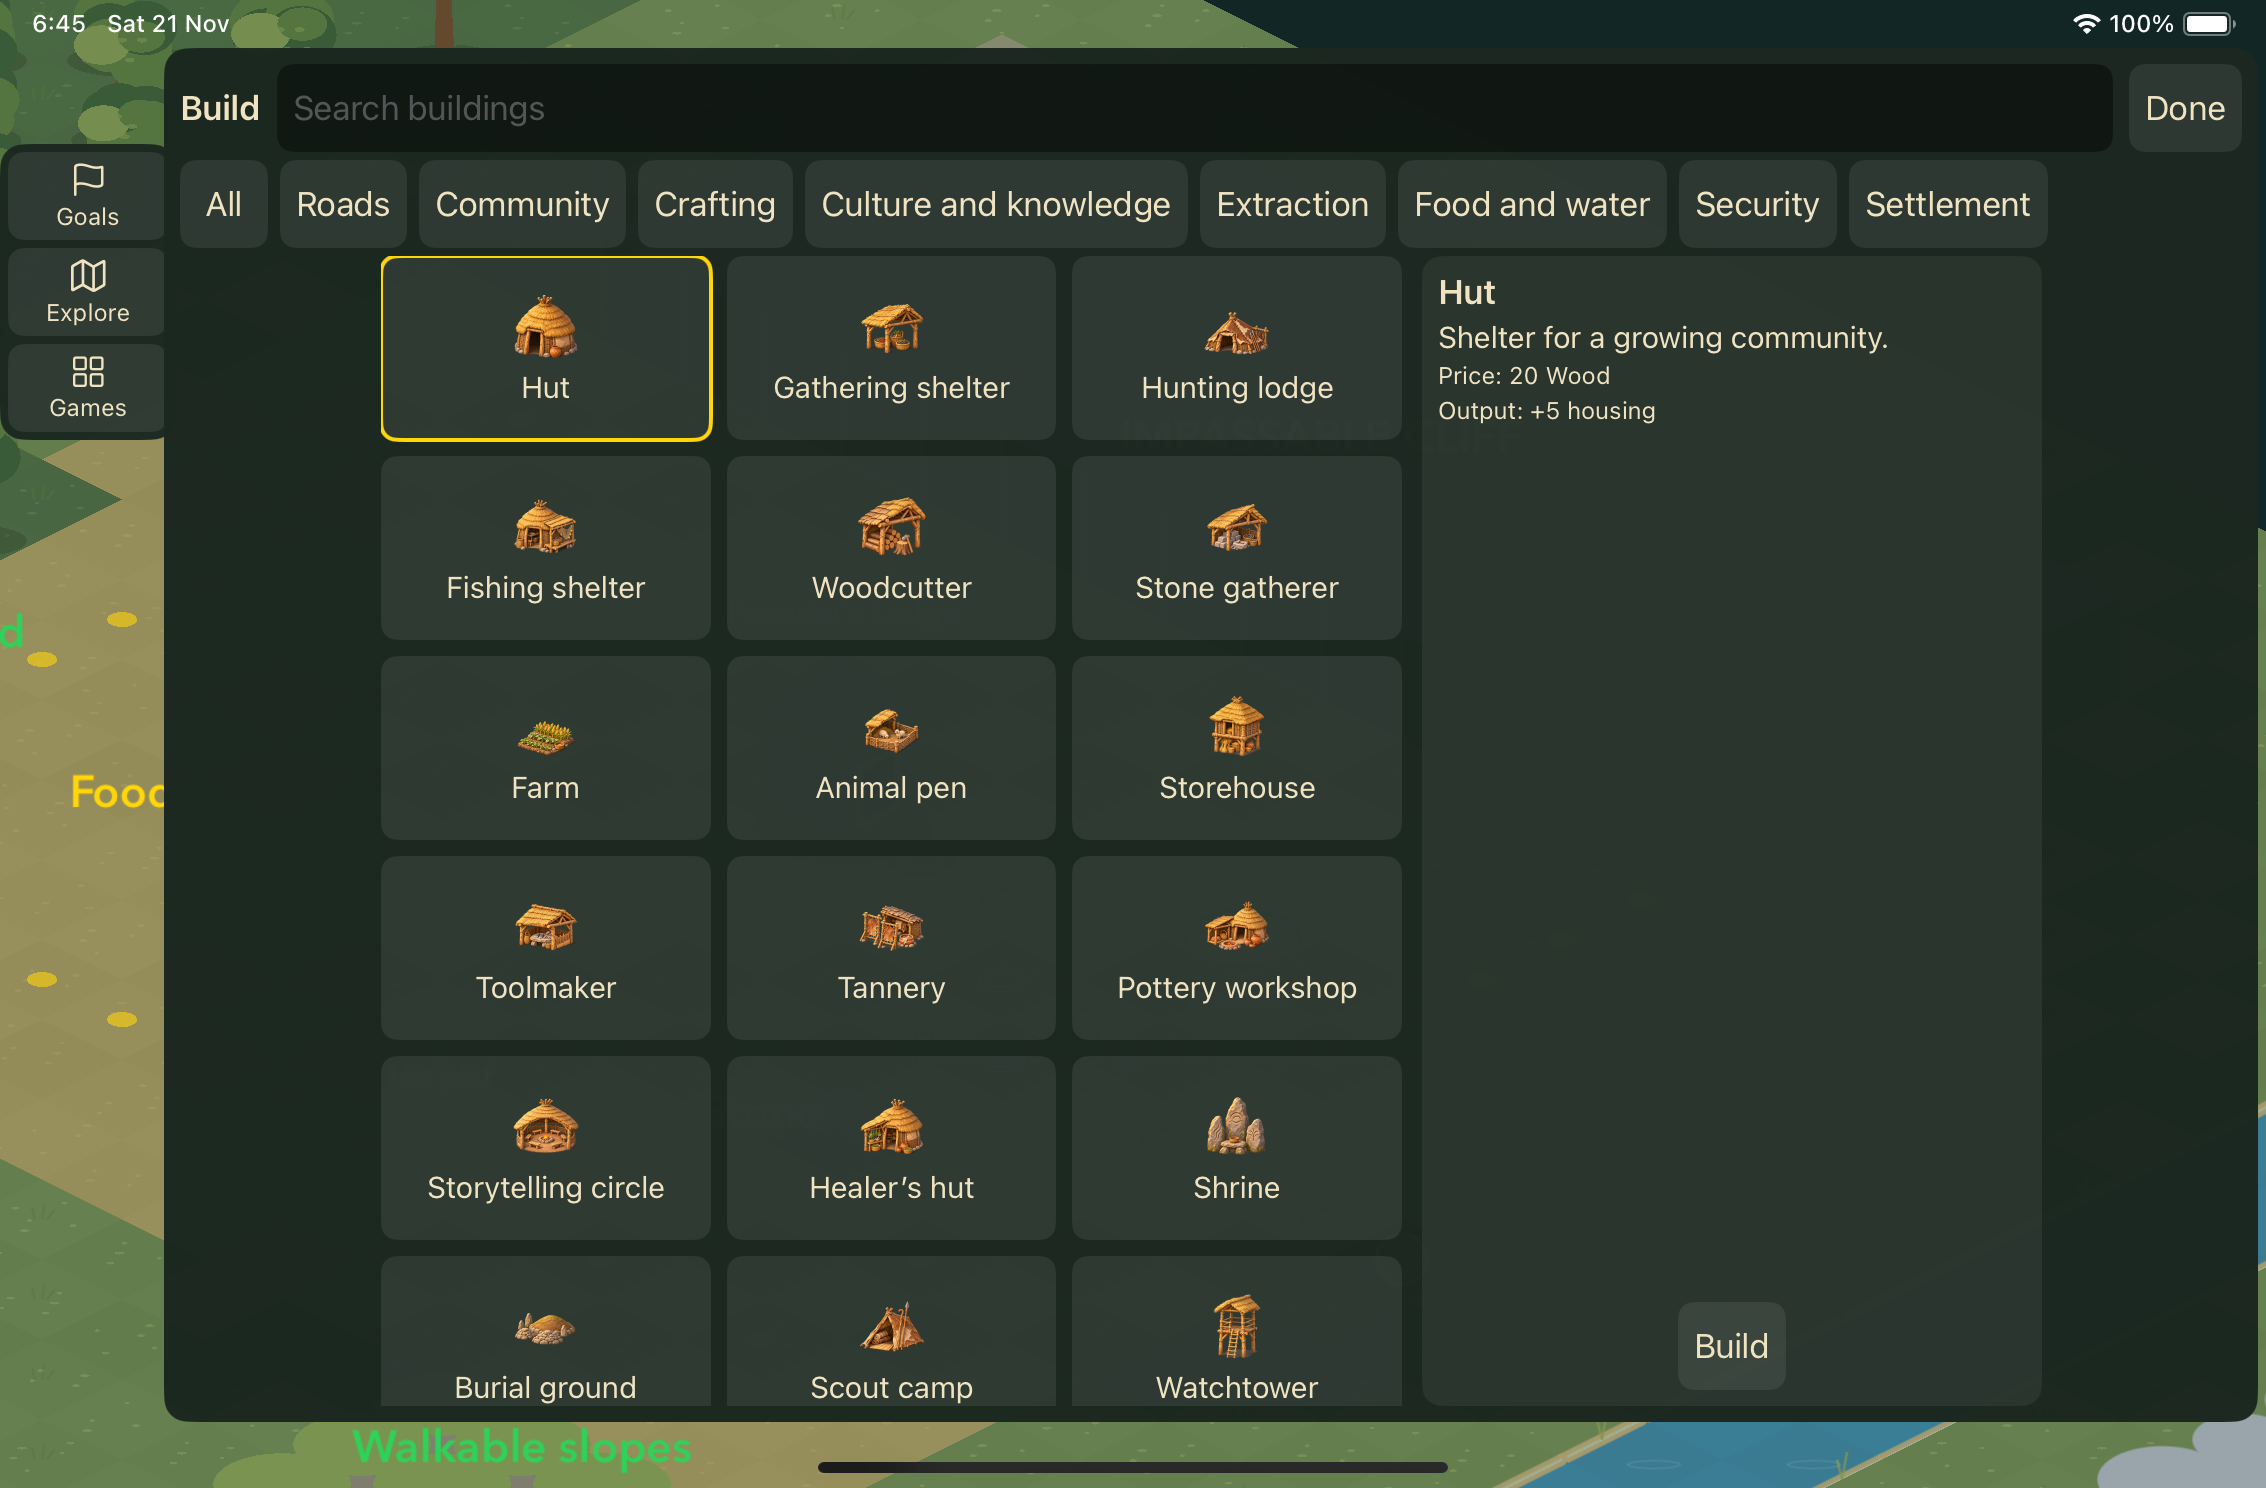 6:45 Sat 21 Nov 100%
Build Search buildings Done
All Roads Community Crafting Culture and knowledge Extraction Food and water Security Settlement
Goals
Explore
Games
Hut Gathering shelter Hunting lodge
Fishing shelter Woodcutter Stone gatherer
Farm Animal pen Storehouse
Toolmaker Tannery Pottery workshop
Storytelling circle Healer’s hut Shrine
Burial ground Scout camp Watchtower
Hut
Shelter for a growing community.
Price: 20 Wood
Output: +5 housing
Build
IMPASSABLE CLIFF
Food
Walkable slopes